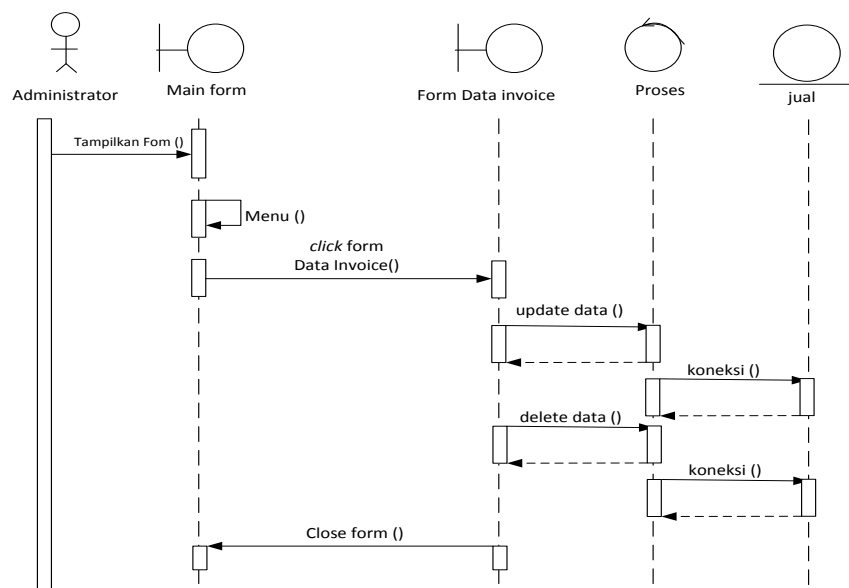 Administrator
Main form
Form Data invoice
Proses
jual
Tampilkan Fom ()
Menu ()
click form
Data Invoice()
update data ()
koneksi ()
delete data ()
koneksi ()
Close form ()